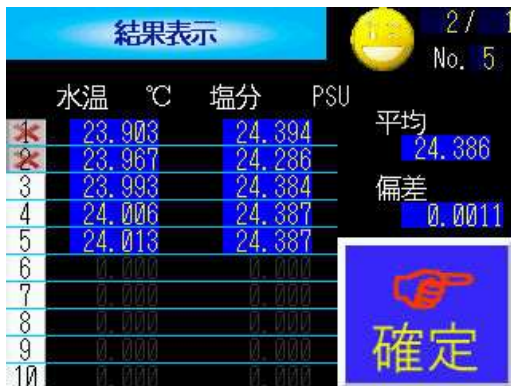 結果表示
2/ 1
No. 5
水温 ℃ 塩分 PSU
1 23.903 24.394
2 23.967 24.286
3 23.993 24.384
4 24.006 24.387
5 24.013 24.387
6 0.000 0.000
7 0.000 0.000
8 0.000 0.000
9 0.000 0.000
10 0.000 0.000
平均
24.386
偏差
0.0011
確定